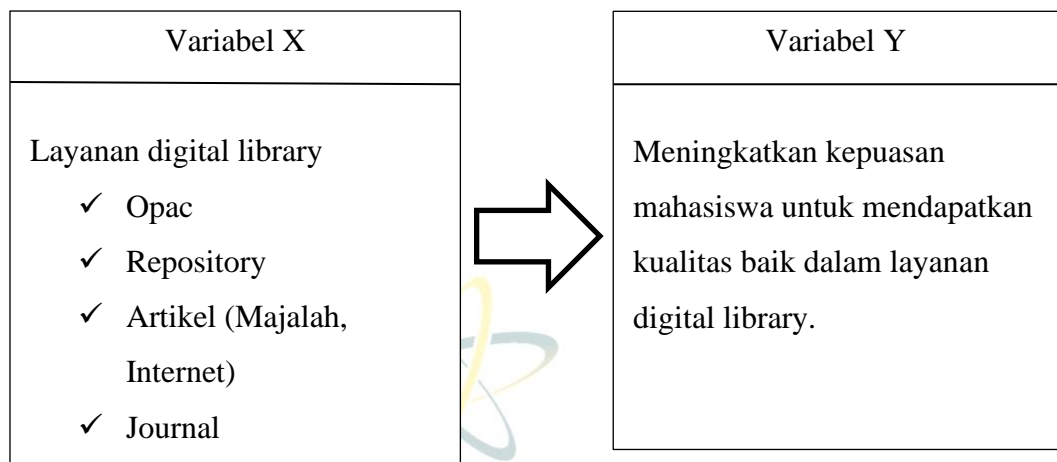 Variabel X
Layanan digital library
✓ Opac
✓ Repository
✓ Artikel (Majalah,
Internet)
✓ Journal
Variabel Y
Meningkatkan kepuasan
mahasiswa untuk mendapatkan
kualitas baik dalam layanan
digital library.